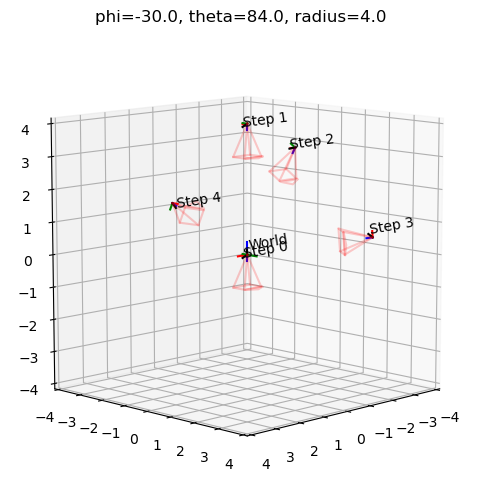 phi=-30.0, theta=84.0, radius=4.0
Step 1
Step 2
Step 4
Step 3
World
Step 0
4
3
2
1
0
−1
−2
−3
−4
−4 −3 −2 −1 0 1 2 3 4
4 3 2 1 0 −1 −2 −3 −4